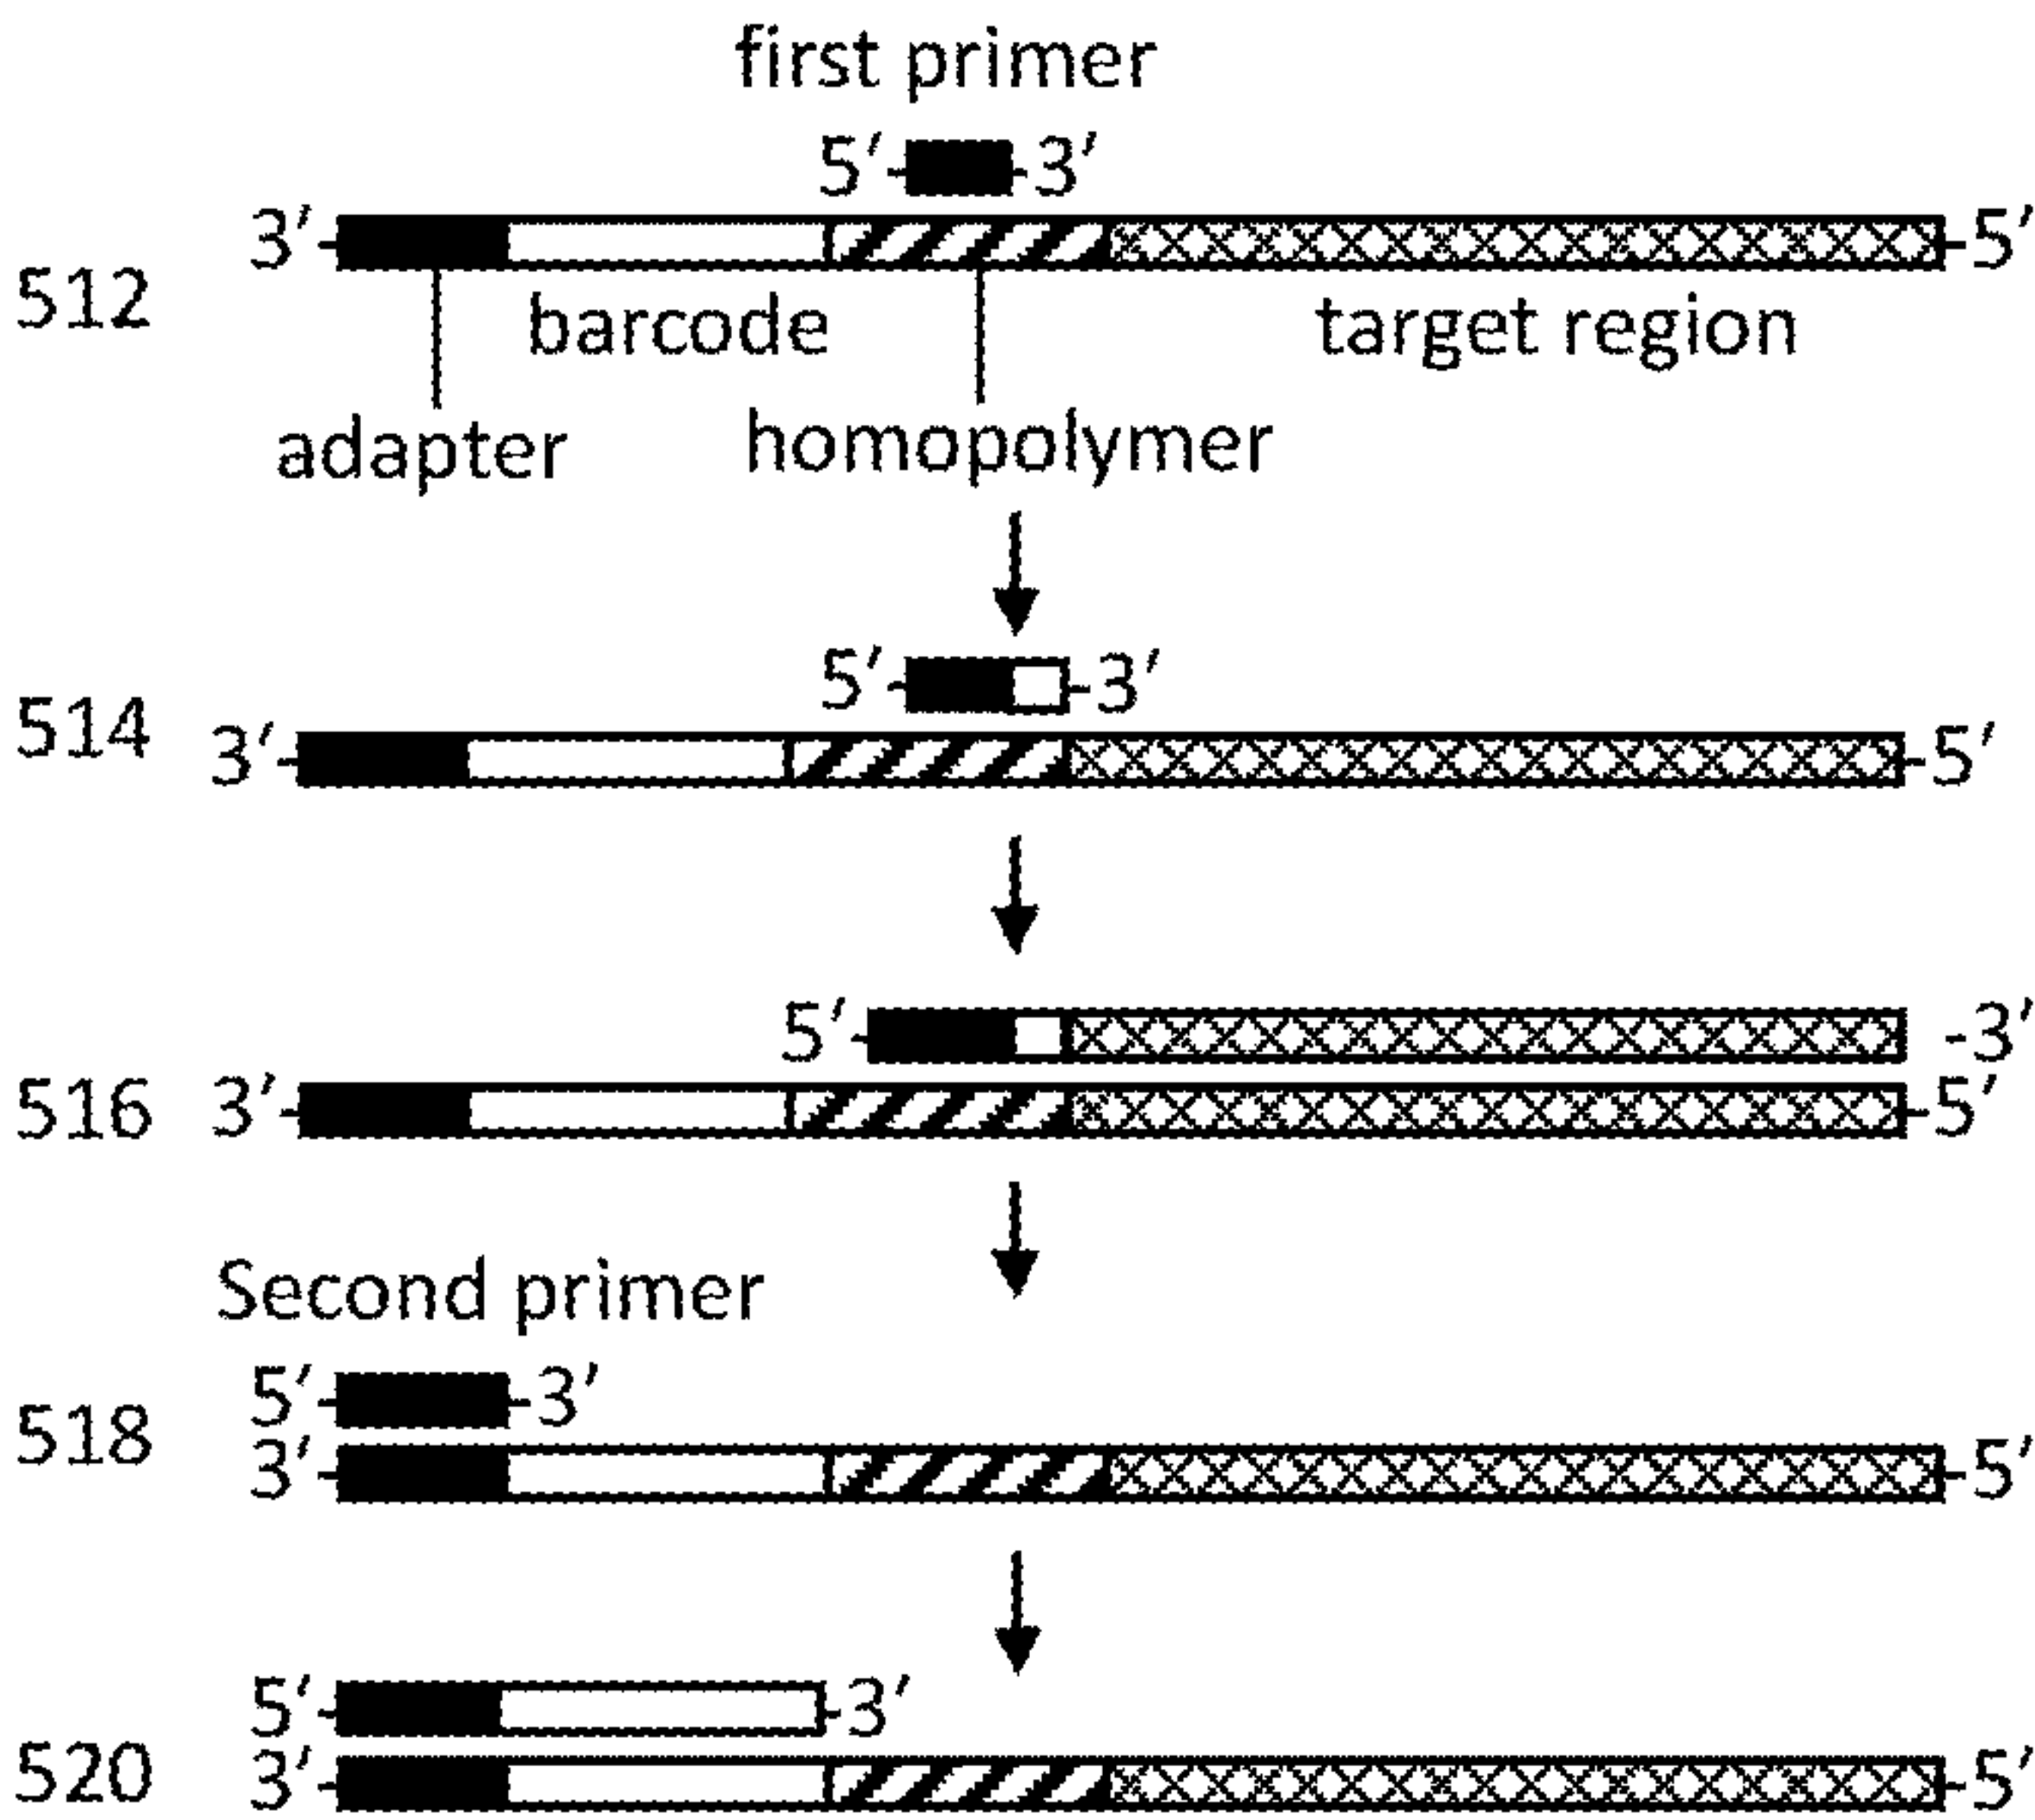 first primer
5′ 3′
3′ 5′
512
barcode target region
adapter homopolymer
5′ 3′
514
3′ 5′
5′ 3′
516 3′ 5′
Second primer
5′ 3′
518
3′ 5′
5′ 3′
520 3′ 5′